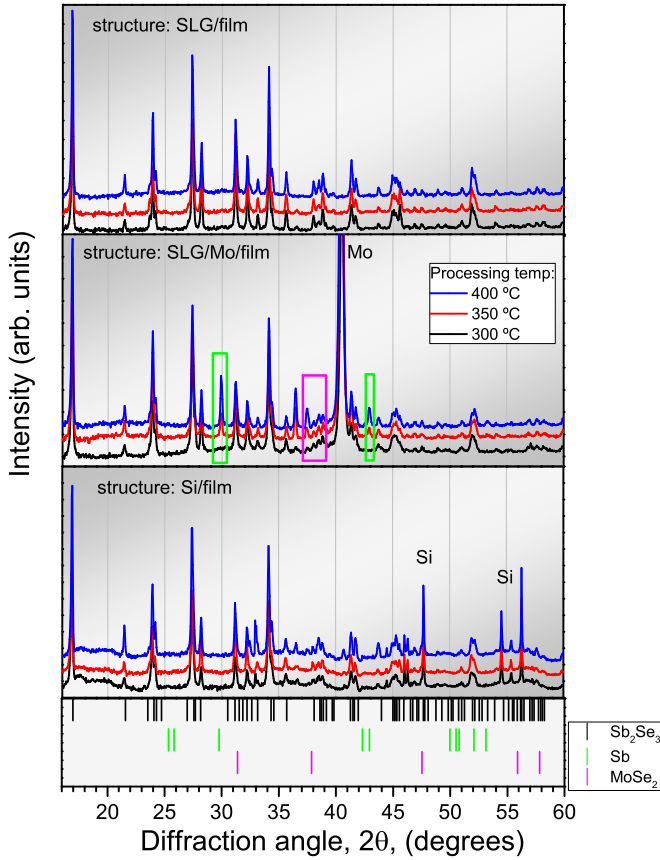 structure: SLG/film
structure: SLG/Mo/film
Mo
Processing temp:
400 ºC
350 ºC
300 ºC
structure: Si/film
Si
Si
Intensity (arb. units)
Sb₂Se₃
Sb
MoSe₂
20 25 30 35 40 45 50 55 60
Diffraction angle, 2θ, (degrees)